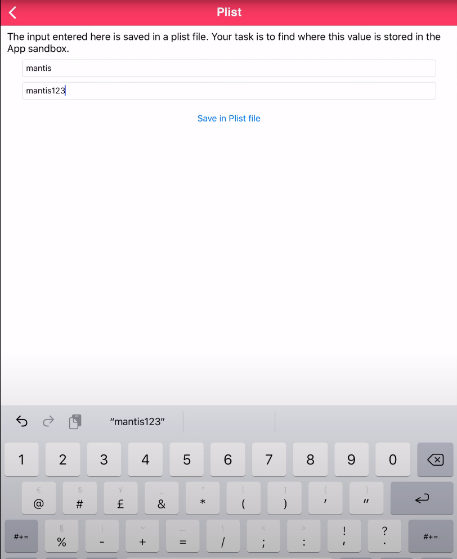 Plist
The input entered here is saved in a plist file. Your task is to find where this value is stored in the
App sandbox.
mantis
mantis123
Save in Plist file
"mantis123"
1 2 3 4 5 6 7 8 9 0
@ # £ & * ( ) ' "
#+= % - + = / ; : ! ? #+=